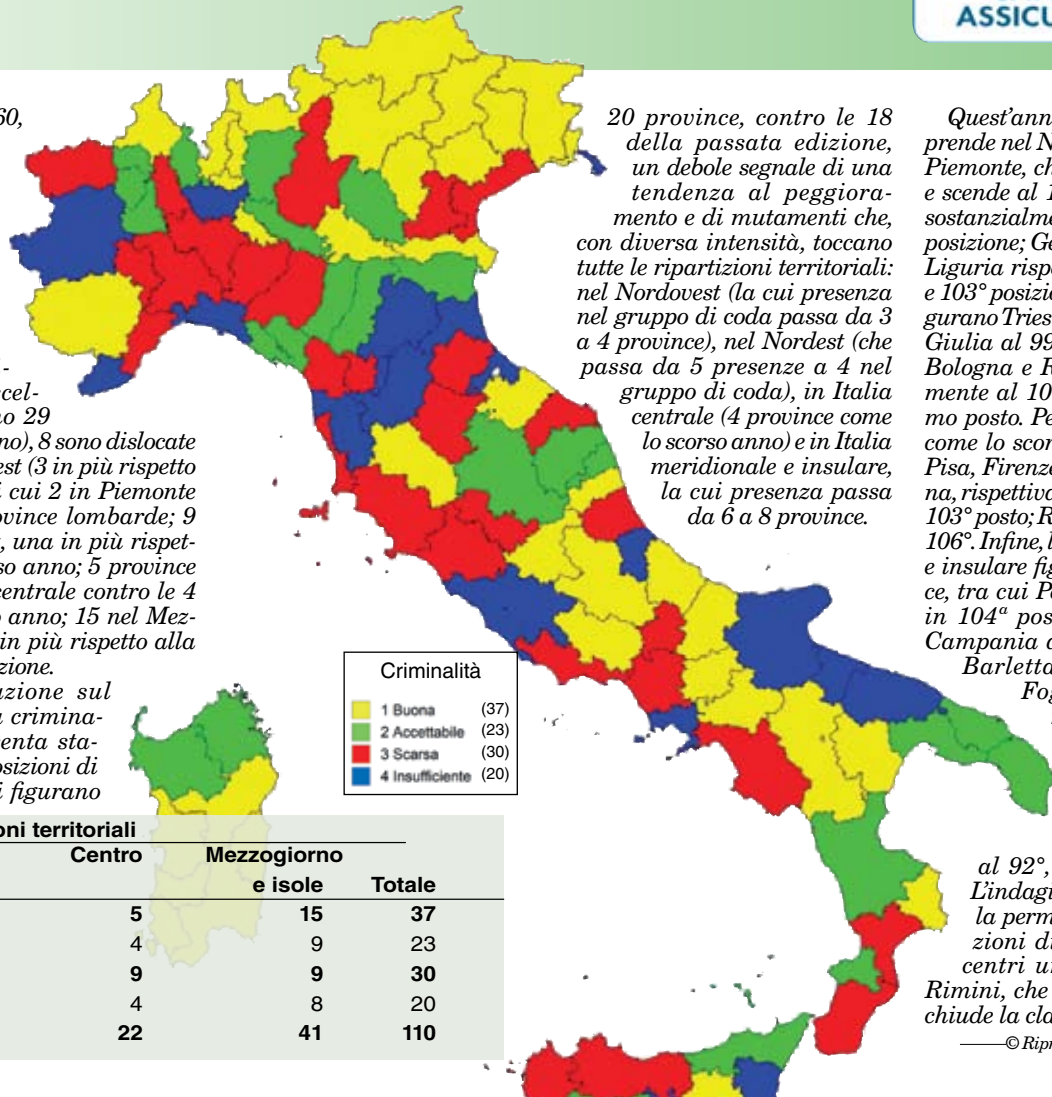 ASSICU
60,
i-
ccel-
no 29
no), 8 sono dislocate
est (3 in più rispetto
i cui 2 in Piemonte
ovince lombarde; 9
, una in più rispet-
so anno; 5 province
centrale contro le 4
o anno; 15 nel Mez-
in più rispetto alla
zione.
azione sul
a crimina-
enta sta-
osizioni di
i figurano
20 province, contro le 18
della passata edizione,
un debole segnale di una
tendenza al peggiora-
mento e di mutamenti che,
con diversa intensità, toccano
tutte le ripartizioni territoriali:
nel Nordovest (la cui presenza
nel gruppo di coda passa da 3
a 4 province), nel Nordest (che
passa da 5 presenze a 4 nel
gruppo di coda), in Italia
centrale (4 province come
lo scorso anno) e in Italia
meridionale e insulare,
la cui presenza passa
da 6 a 8 province.
Quest'ann
prende nel N
Piemonte, ch
e scende al 1
sostanzialme
posizione; Ge
Liguria rispe
e 103° posizio
gurano Triest
Giulia al 99
Bologna e R
mente al 10
mo posto. Pe
come lo scor
Pisa, Firenze
na, rispettiva
103° posto; R
106°. Infine, l
e insulare fig
ce, tra cui Pe
in 104ª pos
Campania c
Barletta
Fog
al 92°,
L'indagi
la perm
zioni di
centri ur
Rimini, che
chiude la cla
© Ripr
Criminalità
1 Buona (37)
2 Accettabile (23)
3 Scarsa (30)
4 Insufficiente (20)
oni territoriali
Centro Mezzogiorno
e isole Totale
5 15 37
4 9 23
9 9 30
4 8 20
22 41 110